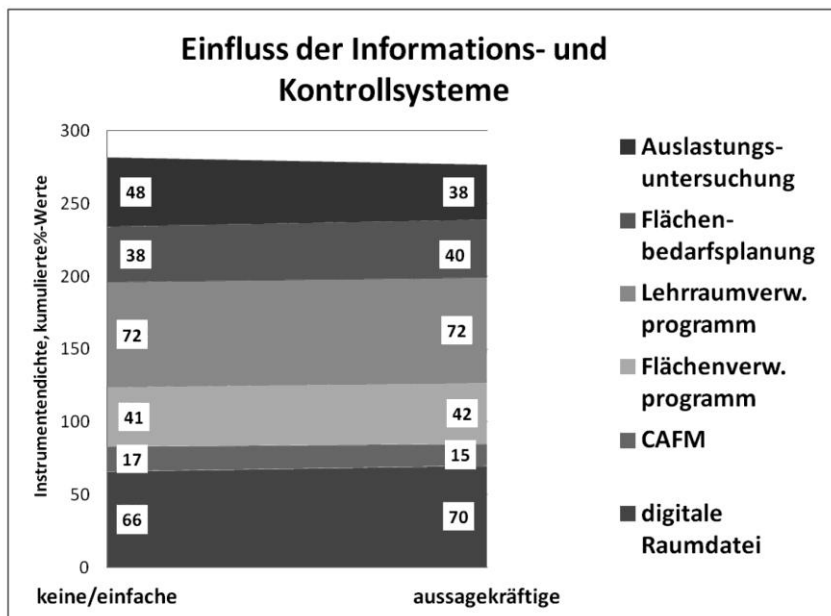 Einfluss der Informations- und
Kontrollsysteme
Instrumentendichte, kumulierte%-Werte
300
250
200
150
100
50
0
48
38
38
40
72
72
41
42
17
15
66
70
keine/einfache
aussagekräftige
Auslastungs-
untersuchung
Flächen-
bedarfsplanung
Lehrraumverw.
programm
Flächenverw.
programm
CAFM
digitale
Raumdatei